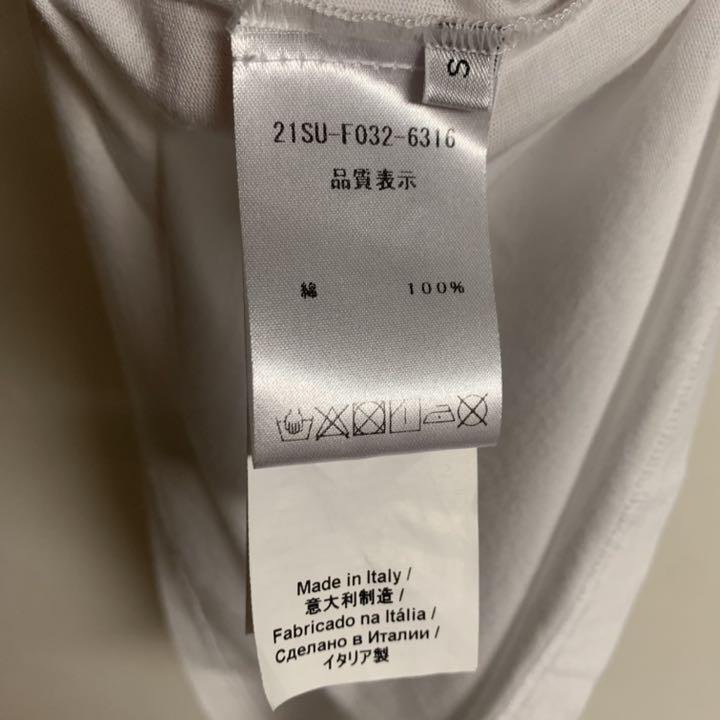 S
21SU-F032-6316
品質表示
綿 100%
Made in Italy /
意大利制造 /
Fabricado na Itália /
Сделано в Италии /
イタリア製